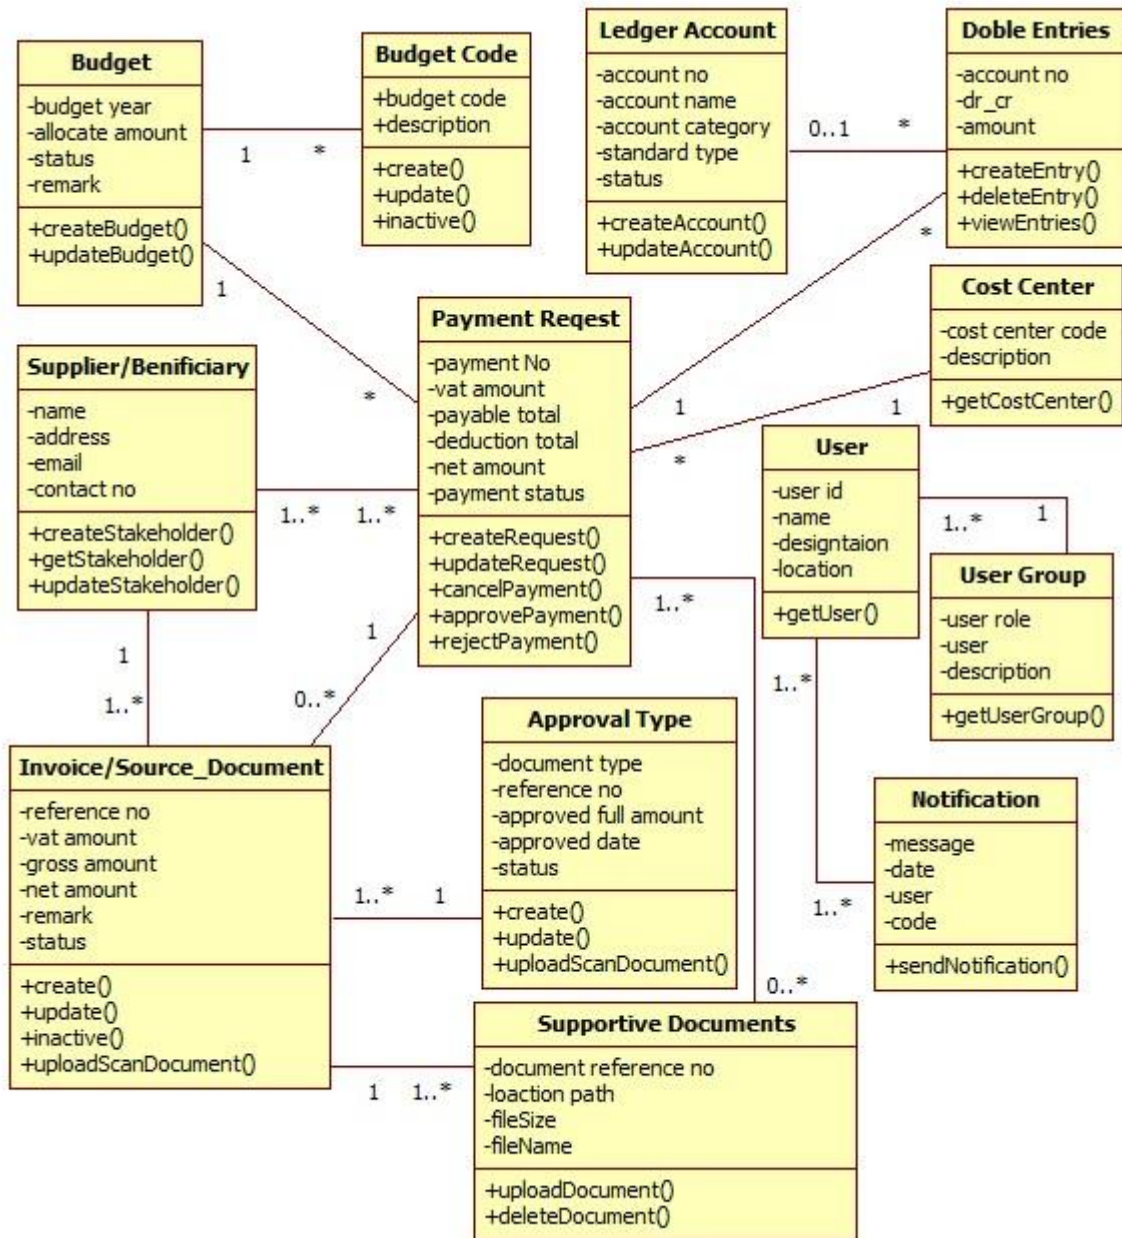 Budget
-budget year
-allocate amount
-status
-remark
+createBudget()
+updateBudget()
1
*
Budget Code
+budget code
+description
+create()
+update()
+inactive()
Ledger Account
-account no
-account name
-account category
-standard type
-status
+createAccount()
+updateAccount()
0..1
*
Doble Entries
-account no
-dr_cr
-amount
+createEntry()
+deleteEntry()
+viewEntries()
*
1
1
*
Payment Reqest
-payment No
-vat amount
-payable total
-deduction total
-net amount
-payment status
+createRequest()
+updateRequest()
+cancelPayment()
+approvePayment()
+rejectPayment()
Cost Center
-cost center code
-description
+getCostCenter()
1
*
Supplier/Benificiary
-name
-address
-email
-contact no
+createStakeholder()
+getStakeholder()
+updateStakeholder()
1..*
1..*
User
-user id
-name
-designtaion
-location
+getUser()
1..*
1
User Group
-user role
-user
-description
+getUserGroup()
1..*
1
1..*
1
0..*
1..*
Invoice/Source_Document
-reference no
-vat amount
-gross amount
-net amount
-remark
-status
+create()
+update()
+inactive()
+uploadScanDocument()
1..*
1
Approval Type
-document type
-reference no
-approved full amount
-approved date
-status
+create()
+update()
+uploadScanDocument()
Notification
-message
-date
-user
-code
+sendNotification()
1..*
0..*
1
1..*
Supportive Documents
-document reference no
-loaction path
-fileSize
-fileName
+uploadDocument()
+deleteDocument()